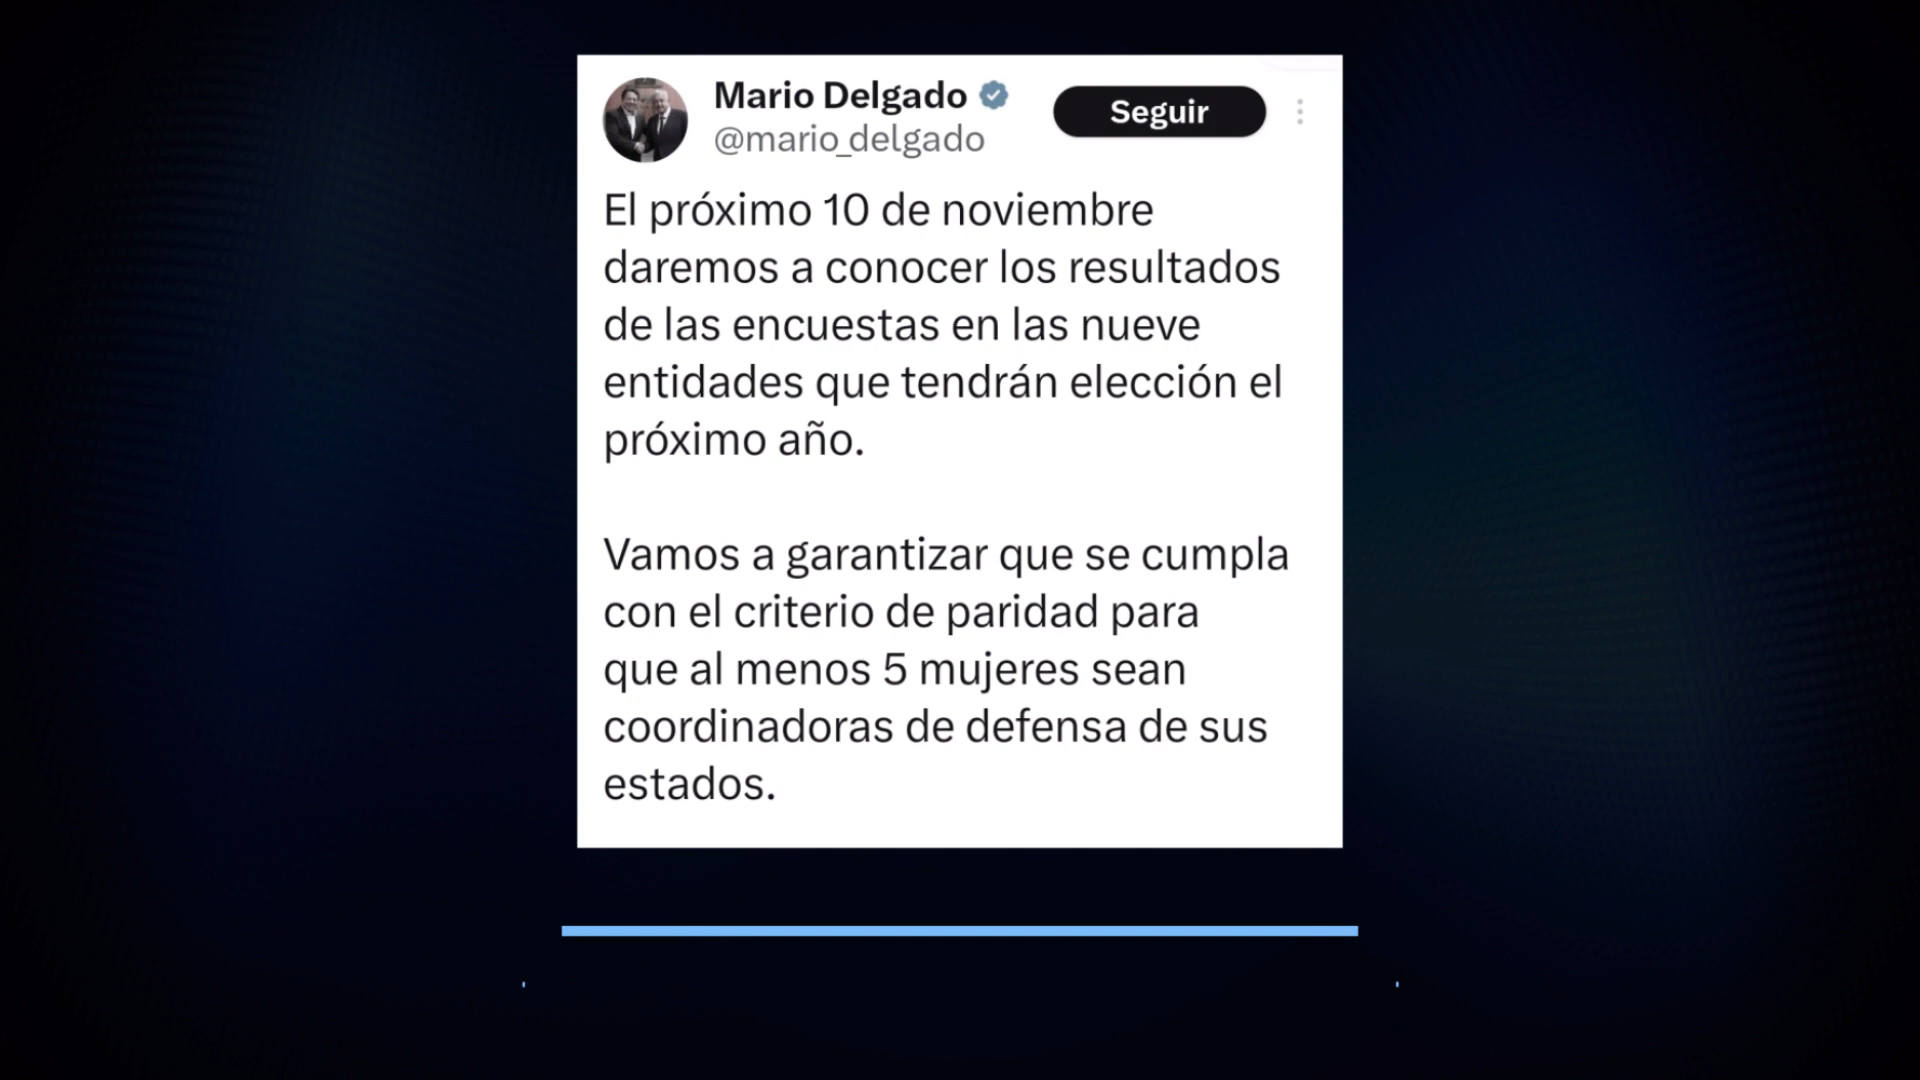 Mario Delgado
@mario_delgado
Seguir
El próximo 10 de noviembre
daremos a conocer los resultados
de las encuestas en las nueve
entidades que tendrán elección el
próximo año.
Vamos a garantizar que se cumpla
con el criterio de paridad para
que al menos 5 mujeres sean
coordinadoras de defensa de sus
estados.